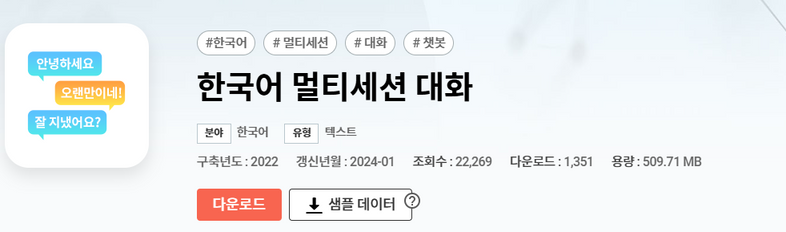 안녕하세요
오랜만이네!
잘 지냈어요?
#한국어 # 멀티세션 # 대화 # 챗봇
한국어 멀티세션 대화
분야 한국어 유형 텍스트
구축년도 : 2022 갱신년월 : 2024-01 조회수 : 22,269 다운로드 : 1,351 용량 : 509.71 MB
다운로드 샘플 데이터 ?